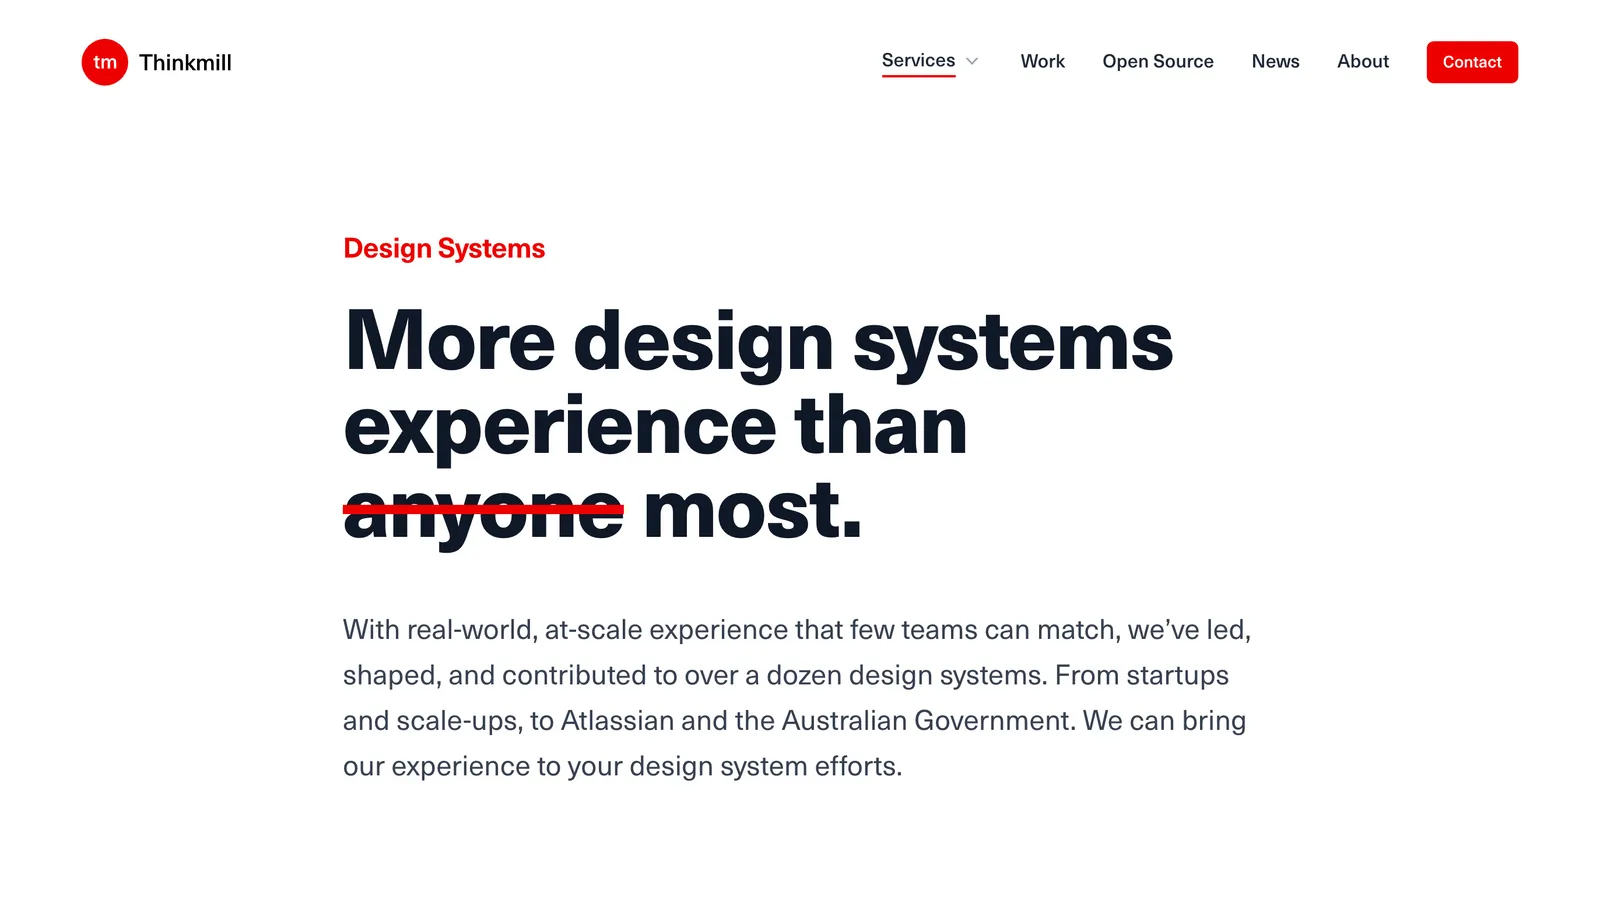 tm Thinkmill
Services Work Open Source News About Contact
Design Systems
More design systems
experience than
anyone most.
With real-world, at-scale experience that few teams can match, we’ve led,
shaped, and contributed to over a dozen design systems. From startups
and scale-ups, to Atlassian and the Australian Government. We can bring
our experience to your design system efforts.